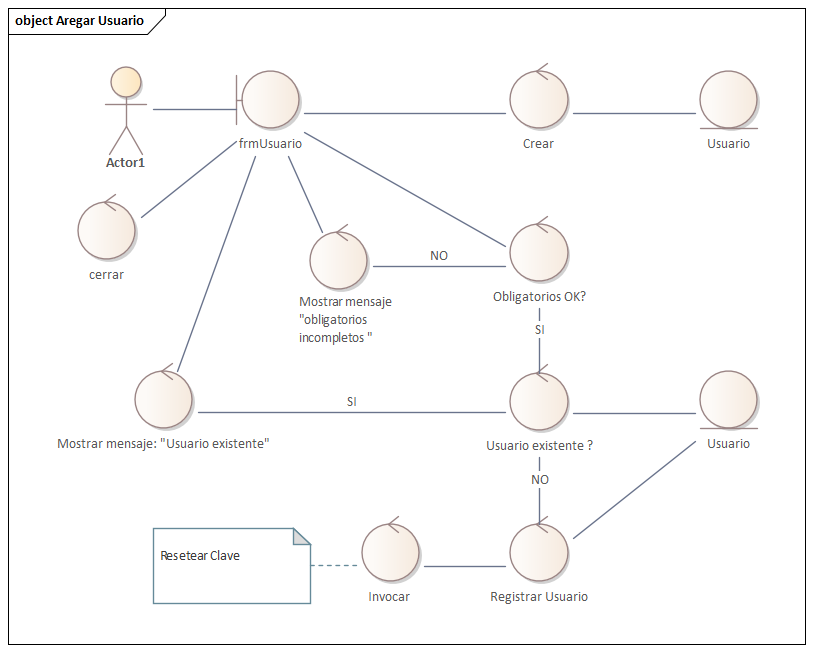 object Aregar Usuario
Actor1
frmUsuario
Crear
Usuario
cerrar
NO
Mostrar mensaje
"obligatorios
incompletos "
Obligatorios OK?
SI
SI
Mostrar mensaje: "Usuario existente"
Usuario existente ?
Usuario
NO
Resetear Clave
Invocar
Registrar Usuario